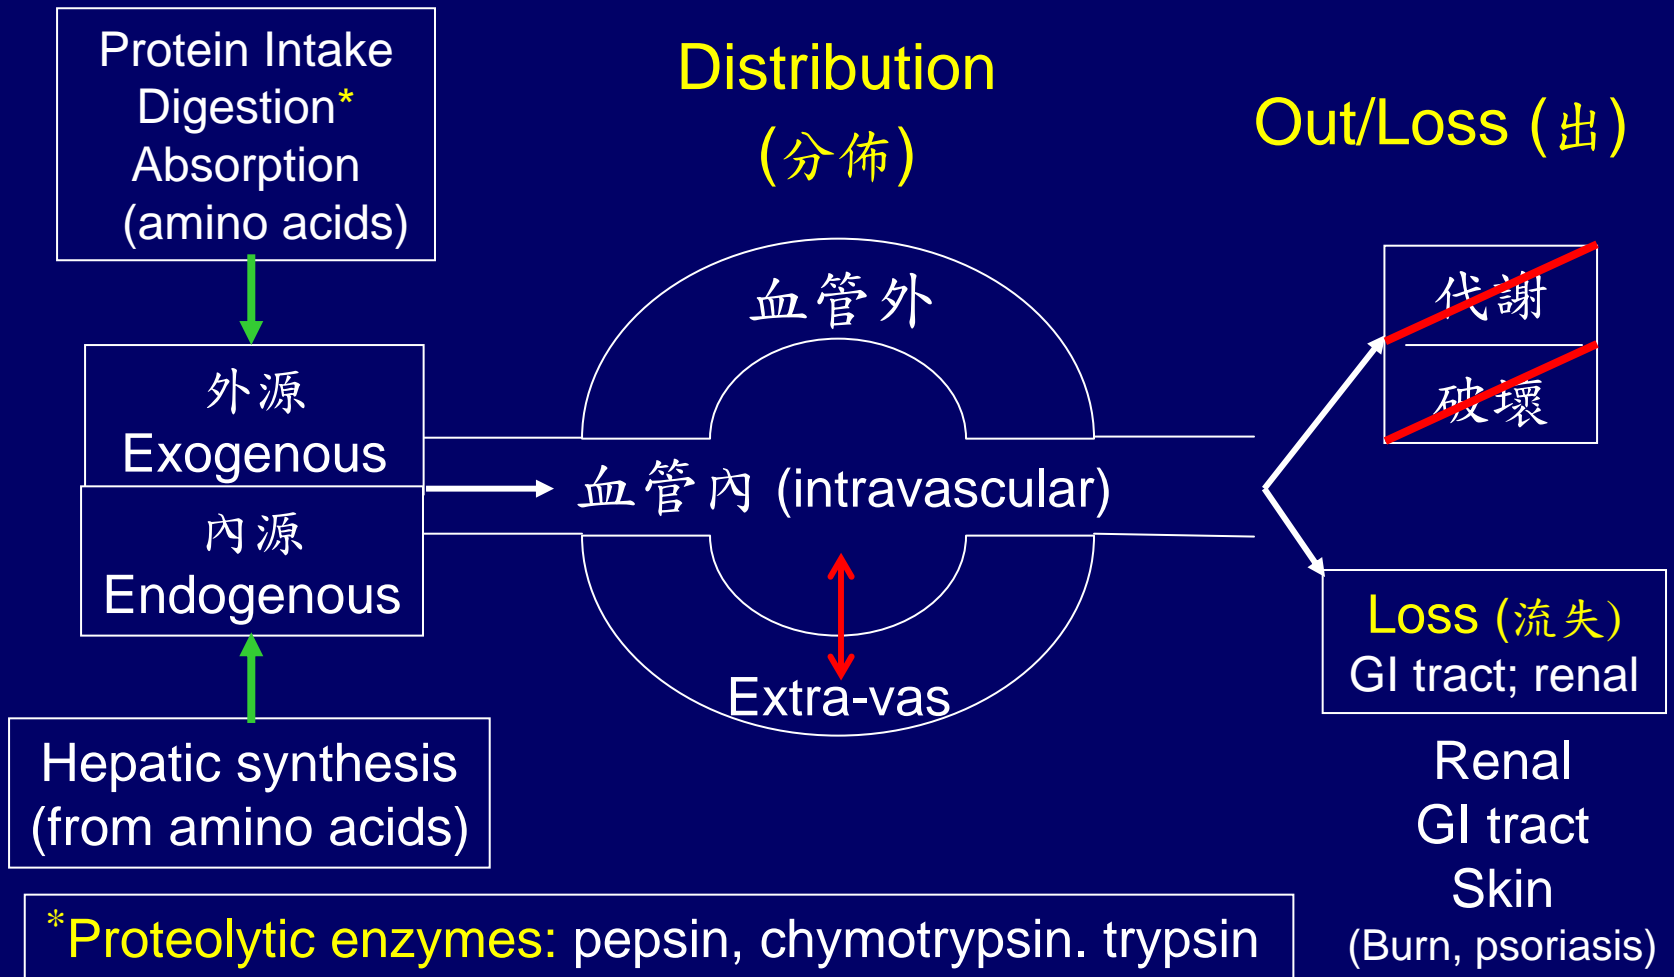 Protein Intake
Digestion*
Absorption
(amino acids)
外源
Exogenous
內源
Endogenous
Hepatic synthesis
(from amino acids)
Distribution
(分佈)
血管外
血管內 (intravascular)
Extra-vas
Out/Loss (出)
代謝
破壞
Loss (流失)
GI tract; renal
Renal
GI tract
Skin
(Burn, psoriasis)
*Proteolytic enzymes: pepsin, chymotrypsin. trypsin